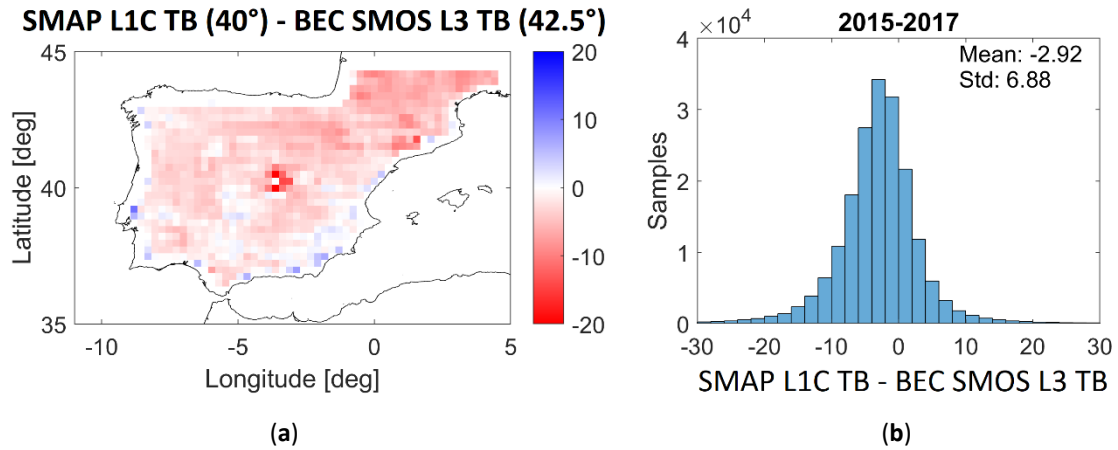 SMAP L1C TB (40°) - BEC SMOS L3 TB (42.5°)
45
40
35
Latitude [deg]
-10
-5
0
5
Longitude [deg]
20
10
0
-10
-20
(a)
2015-2017
×10⁴
Mean: -2.92
Std: 6.88
4
3
2
1
0
Samples
-30
-20
-10
0
10
20
30
SMAP L1C TB - BEC SMOS L3 TB
(b)